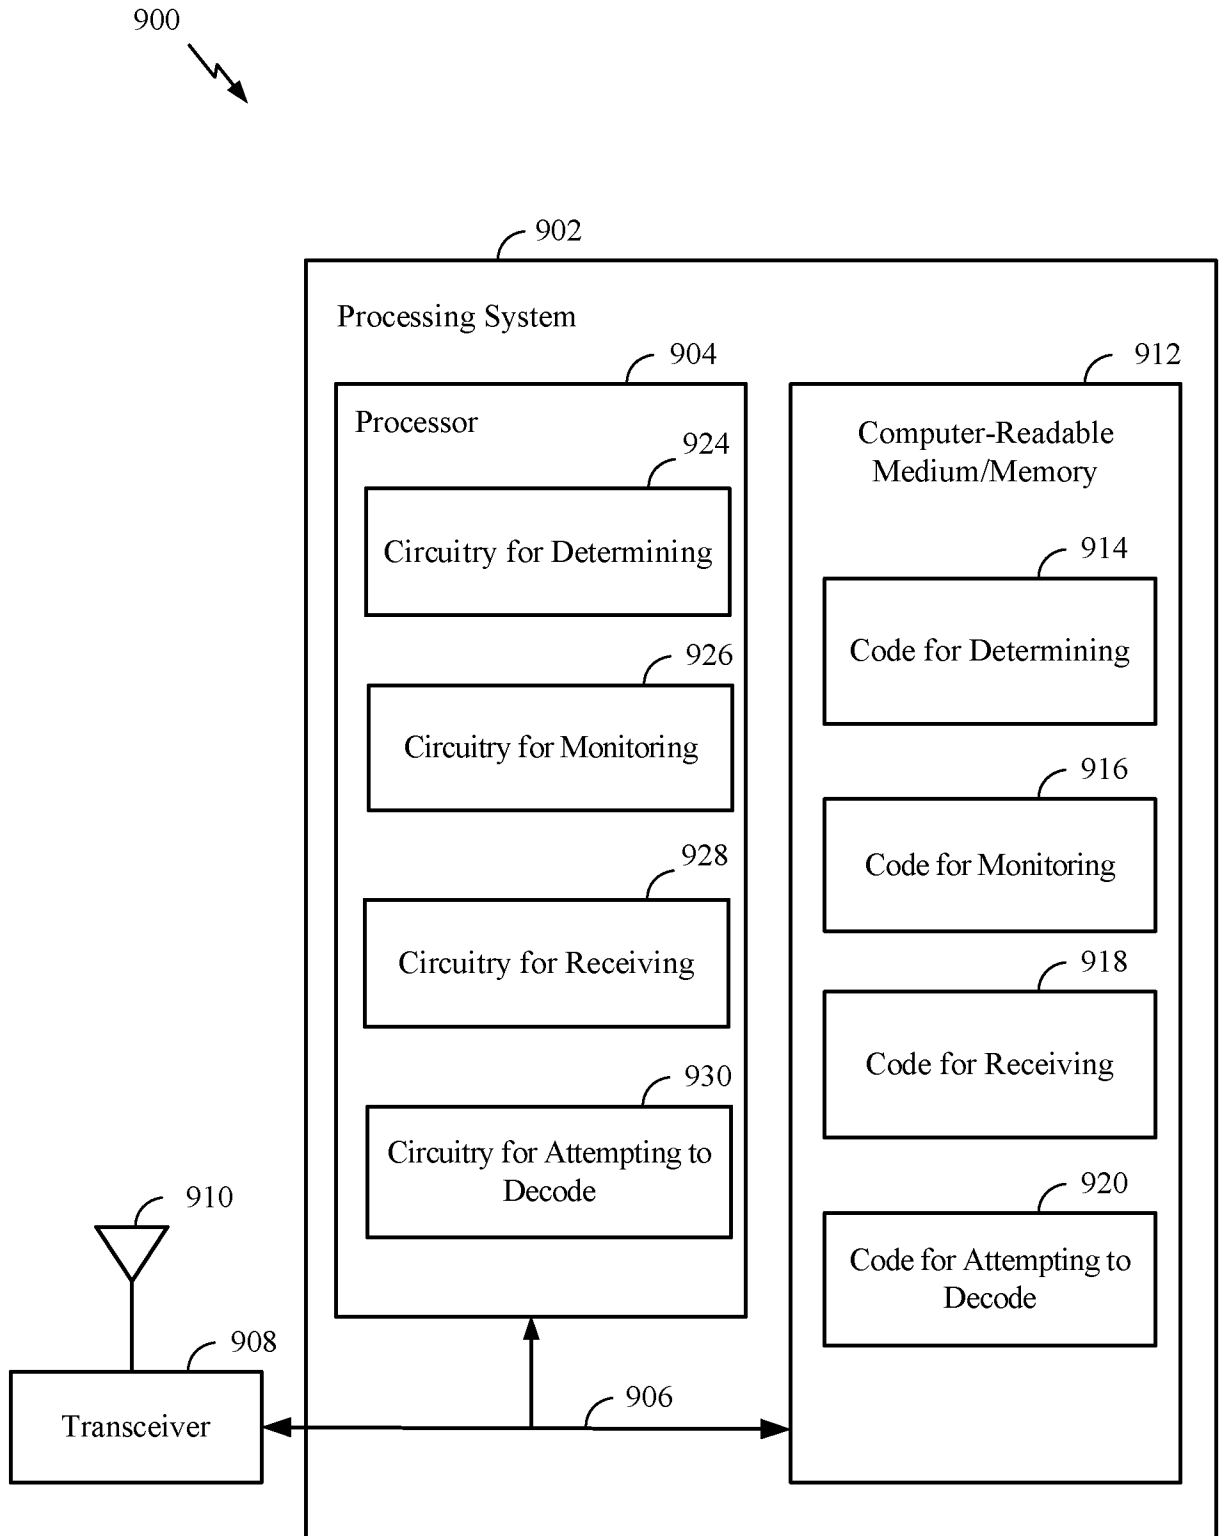 900
902
Processing System
904
Processor
924
Circuitry for Determining
926
Circuitry for Monitoring
928
Circuitry for Receiving
930
Circuitry for Attempting to
Decode
912
Computer-Readable
Medium/Memory
914
Code for Determining
916
Code for Monitoring
918
Code for Receiving
920
Code for Attempting to
Decode
910
908
Transceiver
906